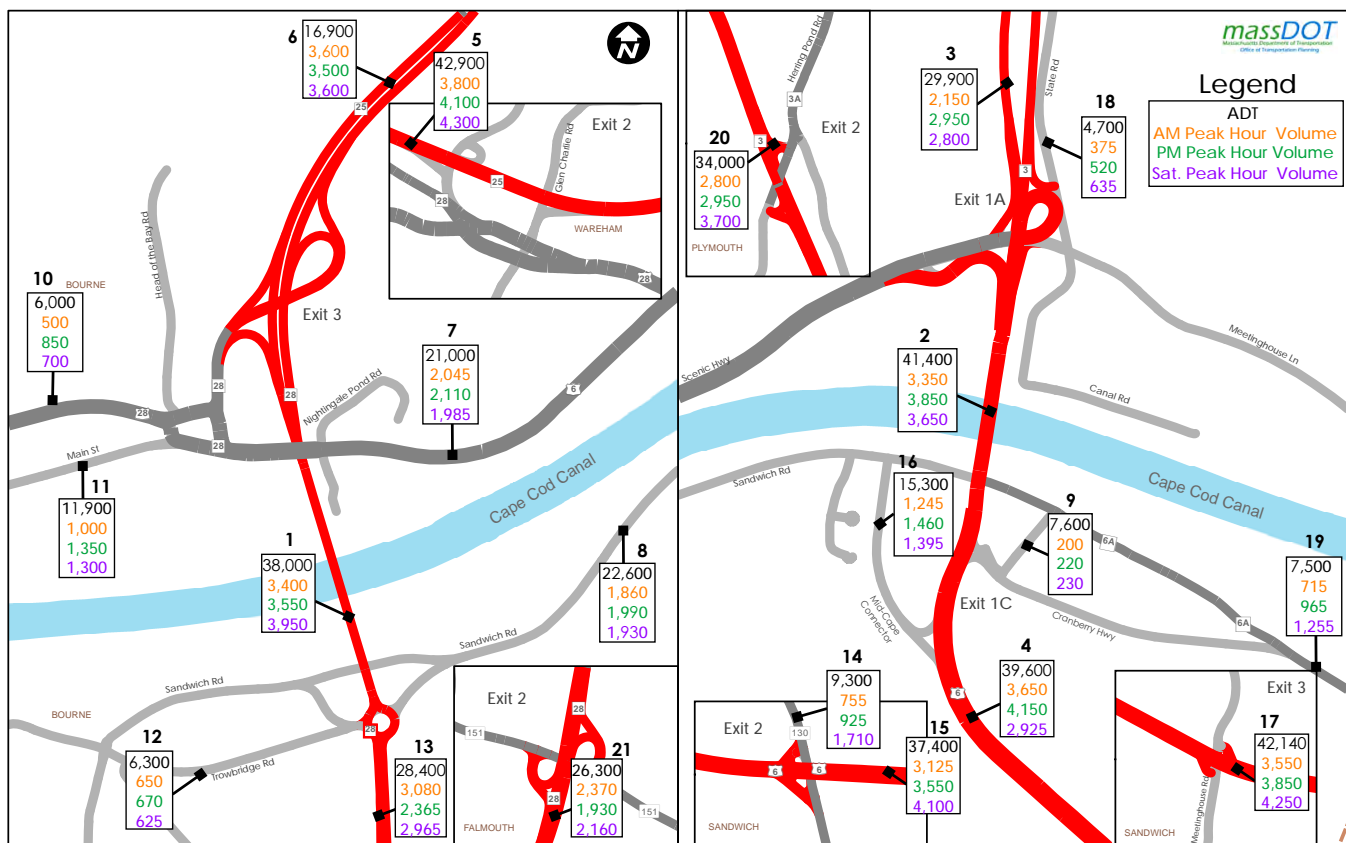 6
16,900
3,600
3,500
3,600
25
N
5
42,900
3,800
4,100
4,300
Exit 2
Glen Charlie Rd
25
28
WAREHAM
28
Head of the Bay Rd
10
BOURNE
6,000
500
850
700
Exit 3
28
28
28
28
Nightingale Pond Rd
7
21,000
2,045
2,110
1,985
6
Main St
11
11,900
1,000
1,350
1,300
Cape Cod Canal
1
38,000
3,400
3,550
3,950
8
22,600
1,860
1,990
1,930
Sandwich Rd
Sandwich Rd
BOURNE
28
12
6,300
650
670
625
Trowbridge Rd
13
28,400
3,080
2,365
2,965
Exit 2
28
151
21
26,300
2,370
1,930
2,160
28
151
FALMOUTH
Herring Pond Rd
3A
20
3
Exit 2
34,000
2,800
2,950
3,700
PLYMOUTH
3
29,900
2,150
2,950
2,800
State Rd
18
4,700
375
520
635
3
Exit 1A
massDOT
Massachusetts Department of Transportation
Office of Transportation Planning
Legend
ADT
AM Peak Hour Volume
PM Peak Hour Volume
Sat. Peak Hour Volume
Scenic Hwy
2
41,400
3,350
3,850
3,650
Meetinghouse Ln
Canal Rd
Sandwich Rd
16
15,300
1,245
1,460
1,395
9
7,600
200
220
230
Cape Cod Canal
6A
19
7,500
715
965
1,255
Mid-Cape
Connector
Exit 1C
Cranberry Hwy
6A
4
39,600
3,650
4,150
2,925
6
14
9,300
755
925
1,710
Exit 2
130
6
6
15
37,400
3,125
3,550
4,100
SANDWICH
Exit 3
17
42,140
3,550
3,850
4,250
Meetinghouse Rd
SANDWICH